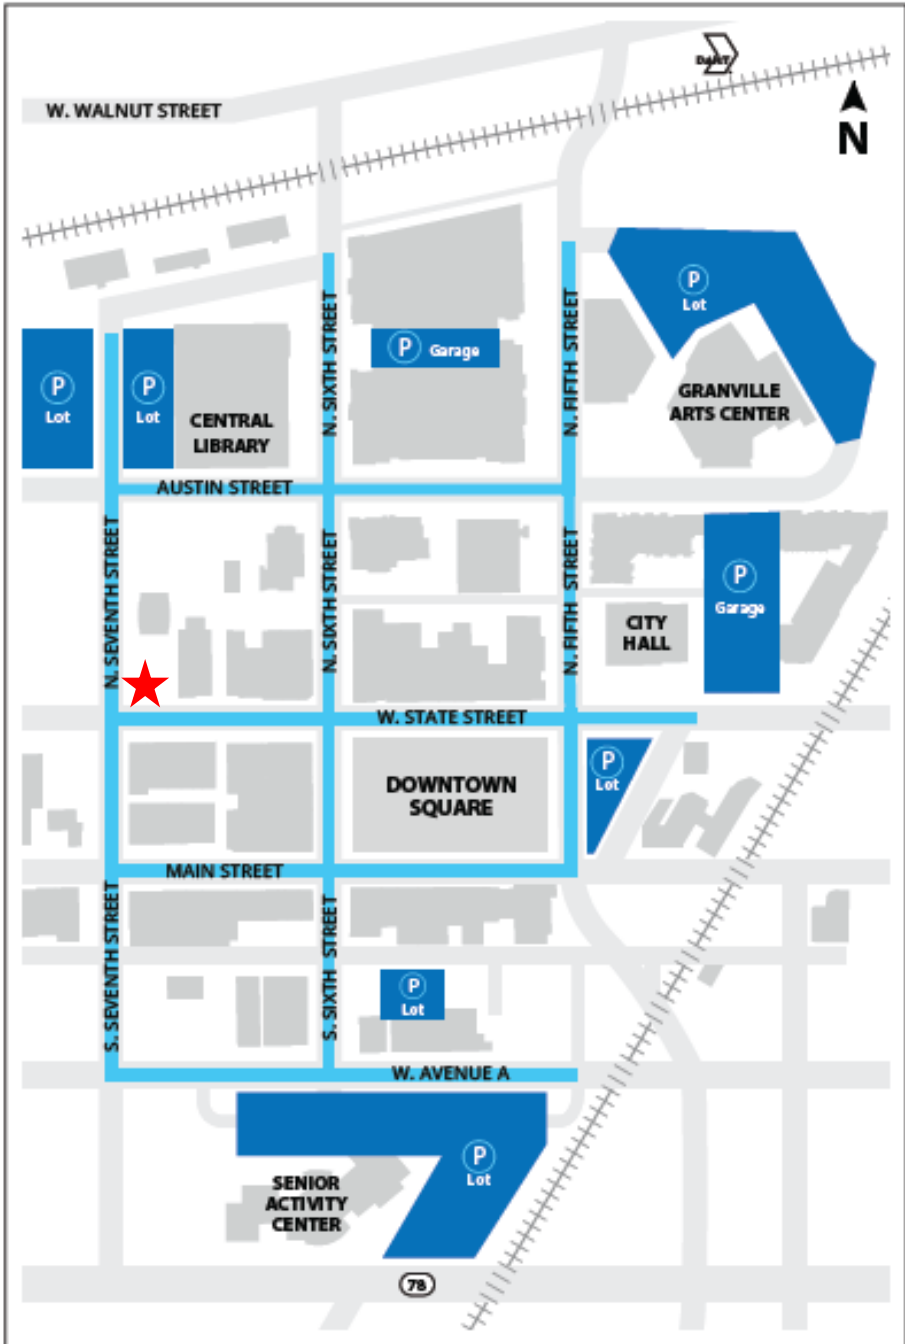 DART
W. WALNUT STREET
N
P
Lot
P
Garage
N. SIXTH STREET
N. FIFTH STREET
P
Lot
P
Lot
CENTRAL
LIBRARY
GRANVILLE
ARTS CENTER
AUSTIN STREET
N. SEVENTH STREET
N. SIXTH STREET
N. FIFTH STREET
P
Garage
CITY
HALL
W. STATE STREET
DOWNTOWN
SQUARE
P
Lot
MAIN STREET
S. SEVENTH STREET
S. SIXTH STREET
P
Lot
W. AVENUE A
P
Lot
SENIOR
ACTIVITY
CENTER
78